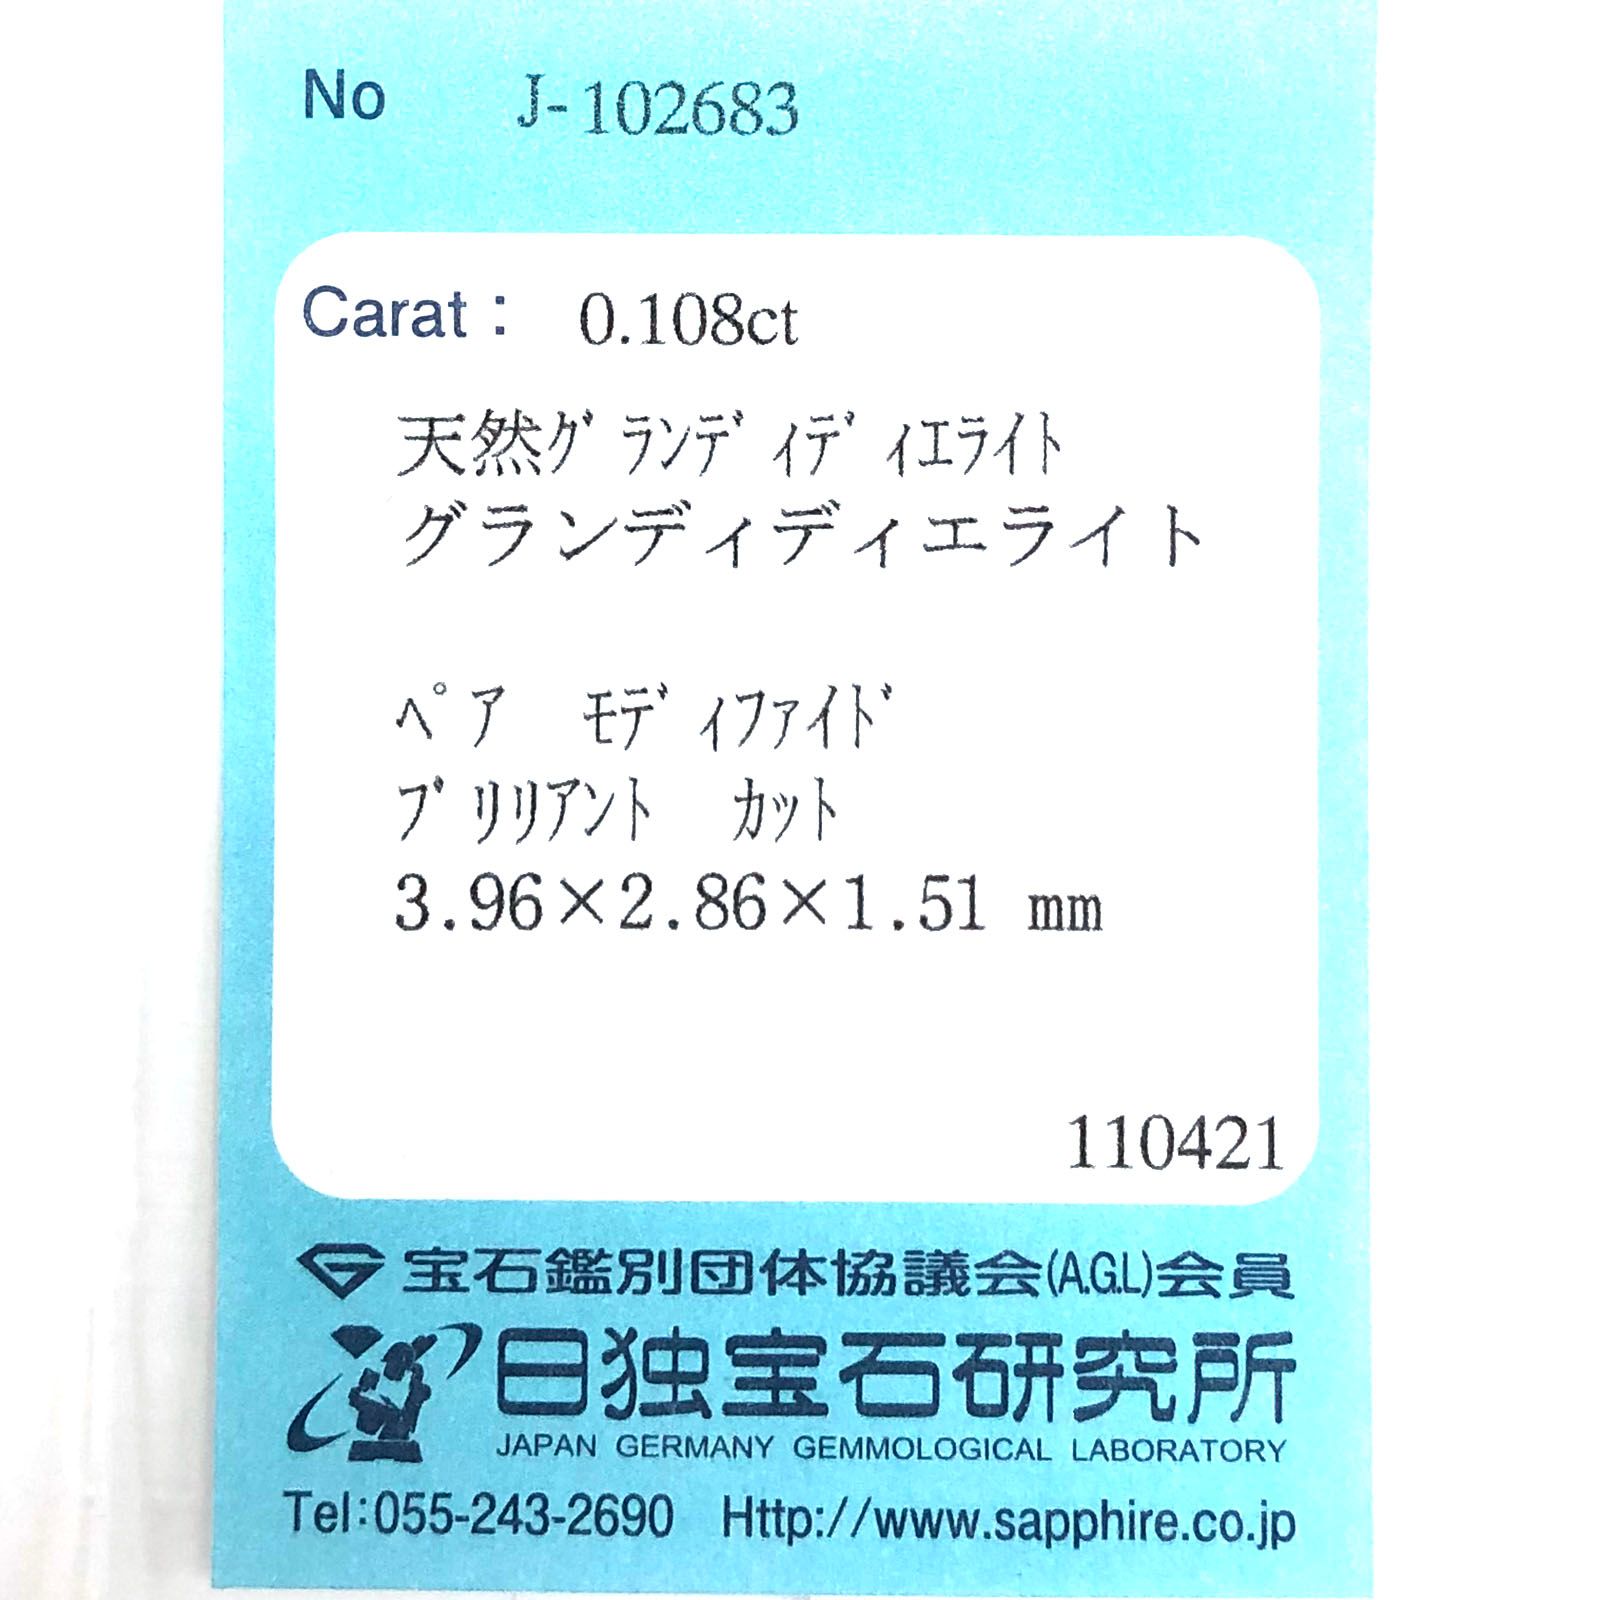 No J-102683
Carat： 0.108ct
天然ｸﾞﾗﾝﾃﾞｨﾃﾞｨｴﾗｲﾄ
グランディディエライト
ﾍﾟｱ ﾓﾃﾞｨﾌｧｲﾄﾞ
ﾌﾞﾘﾘｱﾝﾄ ｶｯﾄ
3.96×2.86×1.51 mm
110421
宝石鑑別団体協議会(A.G.L)会員
日独宝石研究所
JAPAN GERMANY GEMMOLOGICAL LABORATORY
Tel:055-243-2690 Http://www.sapphire.co.jp